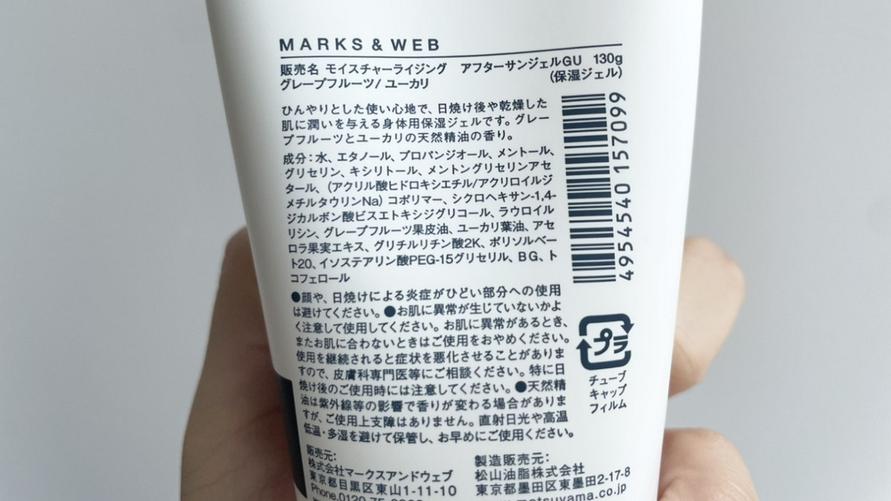 MARKS & WEB
販売名 モイスチャーライジング アフターサンジェルGU 130g
グレープフルーツ/ ユーカリ (保湿ジェル)
ひんやりとした使い心地で、日焼け後や乾燥した
肌に潤いを与える身体用保湿ジェルです。グレー
プフルーツとユーカリの天然精油の香り。
成分：水、エタノール、プロパンジオール、メントール、
グリセリン、キシリトール、メントングリセリンアセ
タール、(アクリル酸ヒドロキシエチル/アクリロイルジ
メチルタウリンNa) コポリマー、シクロヘキサン-1,4-
ジカルボン酸ビスエトキシジグリコール、ラウロイル
リシン、グレープフルーツ果皮油、ユーカリ葉油、アセ
ロラ果実エキス、グリチルリチン酸2K、ポリソルベー
ト20、イソステアリン酸PEG-15グリセリル、BG、ト
コフェロール
●顔や、日焼けによる炎症がひどい部分への使用
は避けてください。●お肌に異常が生じていないかよ
く注意して使用してください。お肌に異常があるとき、
またお肌に合わないときはご使用をおやめください。
使用を継続されると症状を悪化させることがありま
すので、皮膚科専門医等にご相談ください。特に日
焼け後のご使用時には注意してください。●天然精
油は紫外線等の影響で香りが変わる場合がありま
すが、ご使用上支障はありません。直射日光や高温
低温・多湿を避けて保管し、お早めにご使用ください。
4954540 157099
プラ
チューブ
キャップ
フィルム
販売元：
株式会社マークスアンドウェブ
東京都目黒区東山1-11-10
製造販売元：
松山油脂株式会社
東京都墨田区東墨田2-17-8